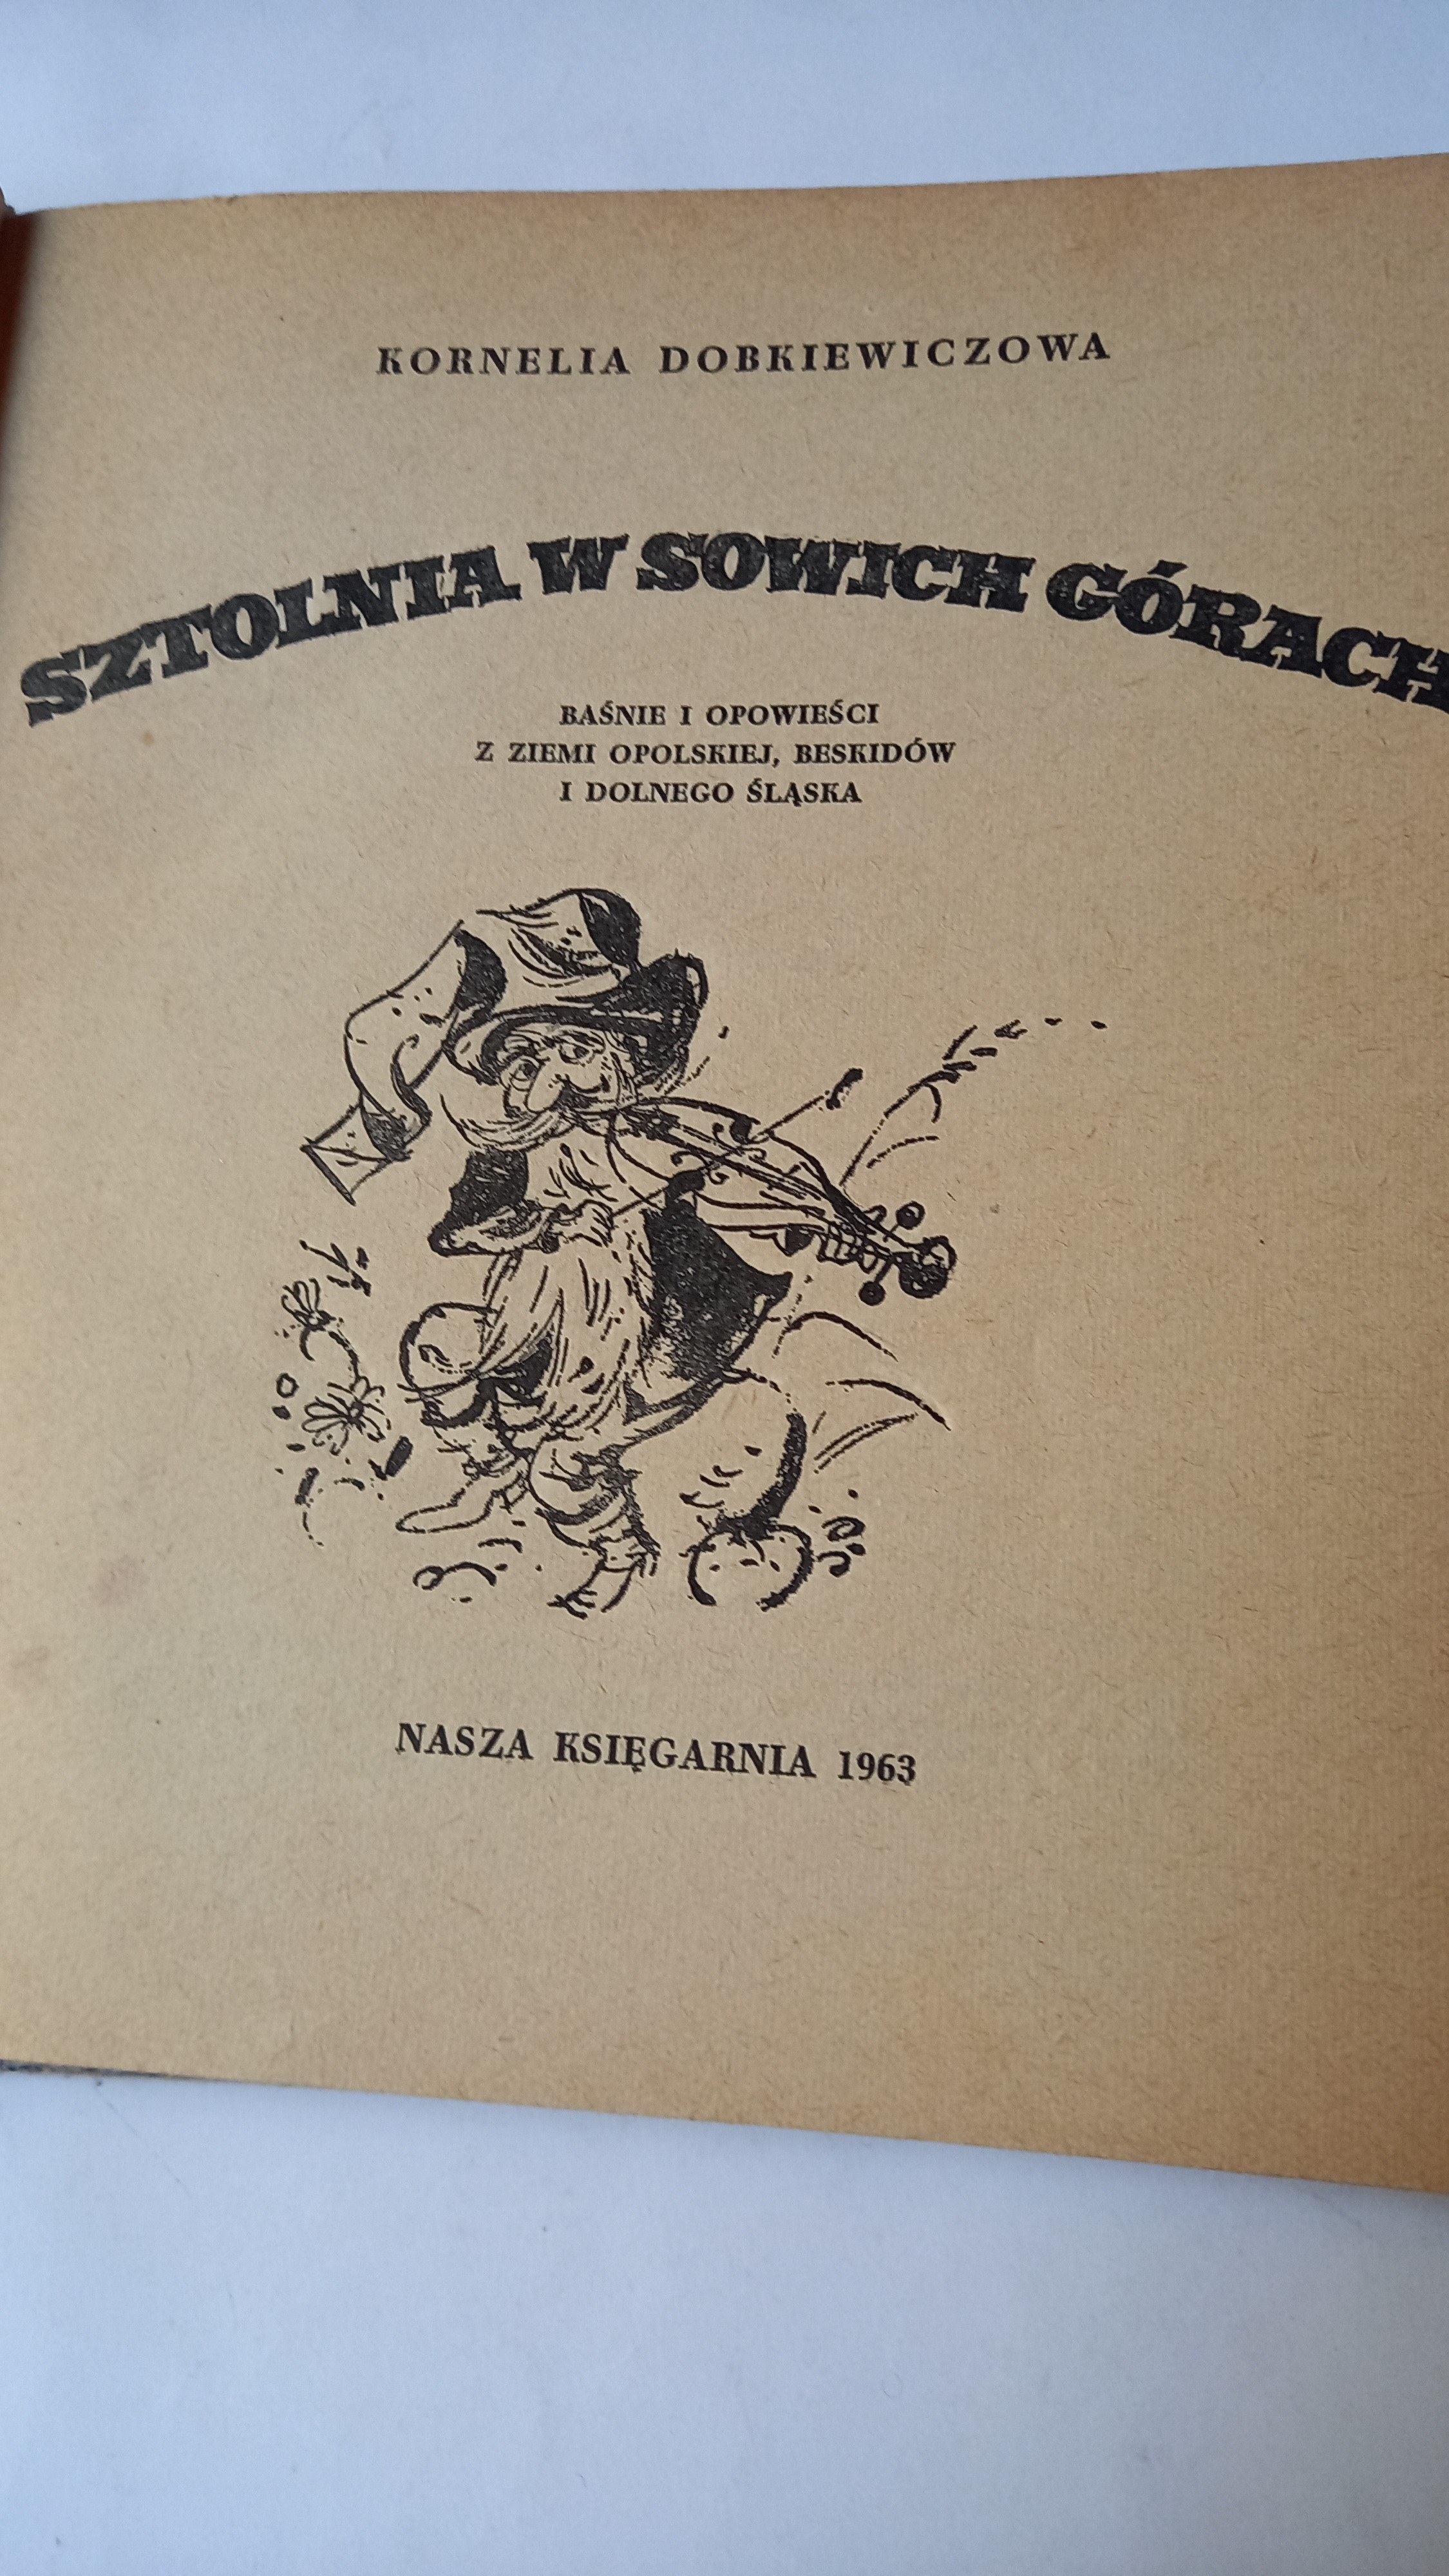 KORNELIA DOBKIEWICZOWA
SZTOLNIA W SOWICH GÓRACH
BAŚNIE I OPOWIEŚCI
Z ZIEMI OPOLSKIEJ, BESKIDÓW
I DOLNEGO ŚLĄSKA
NASZA KSIĘGARNIA 1963